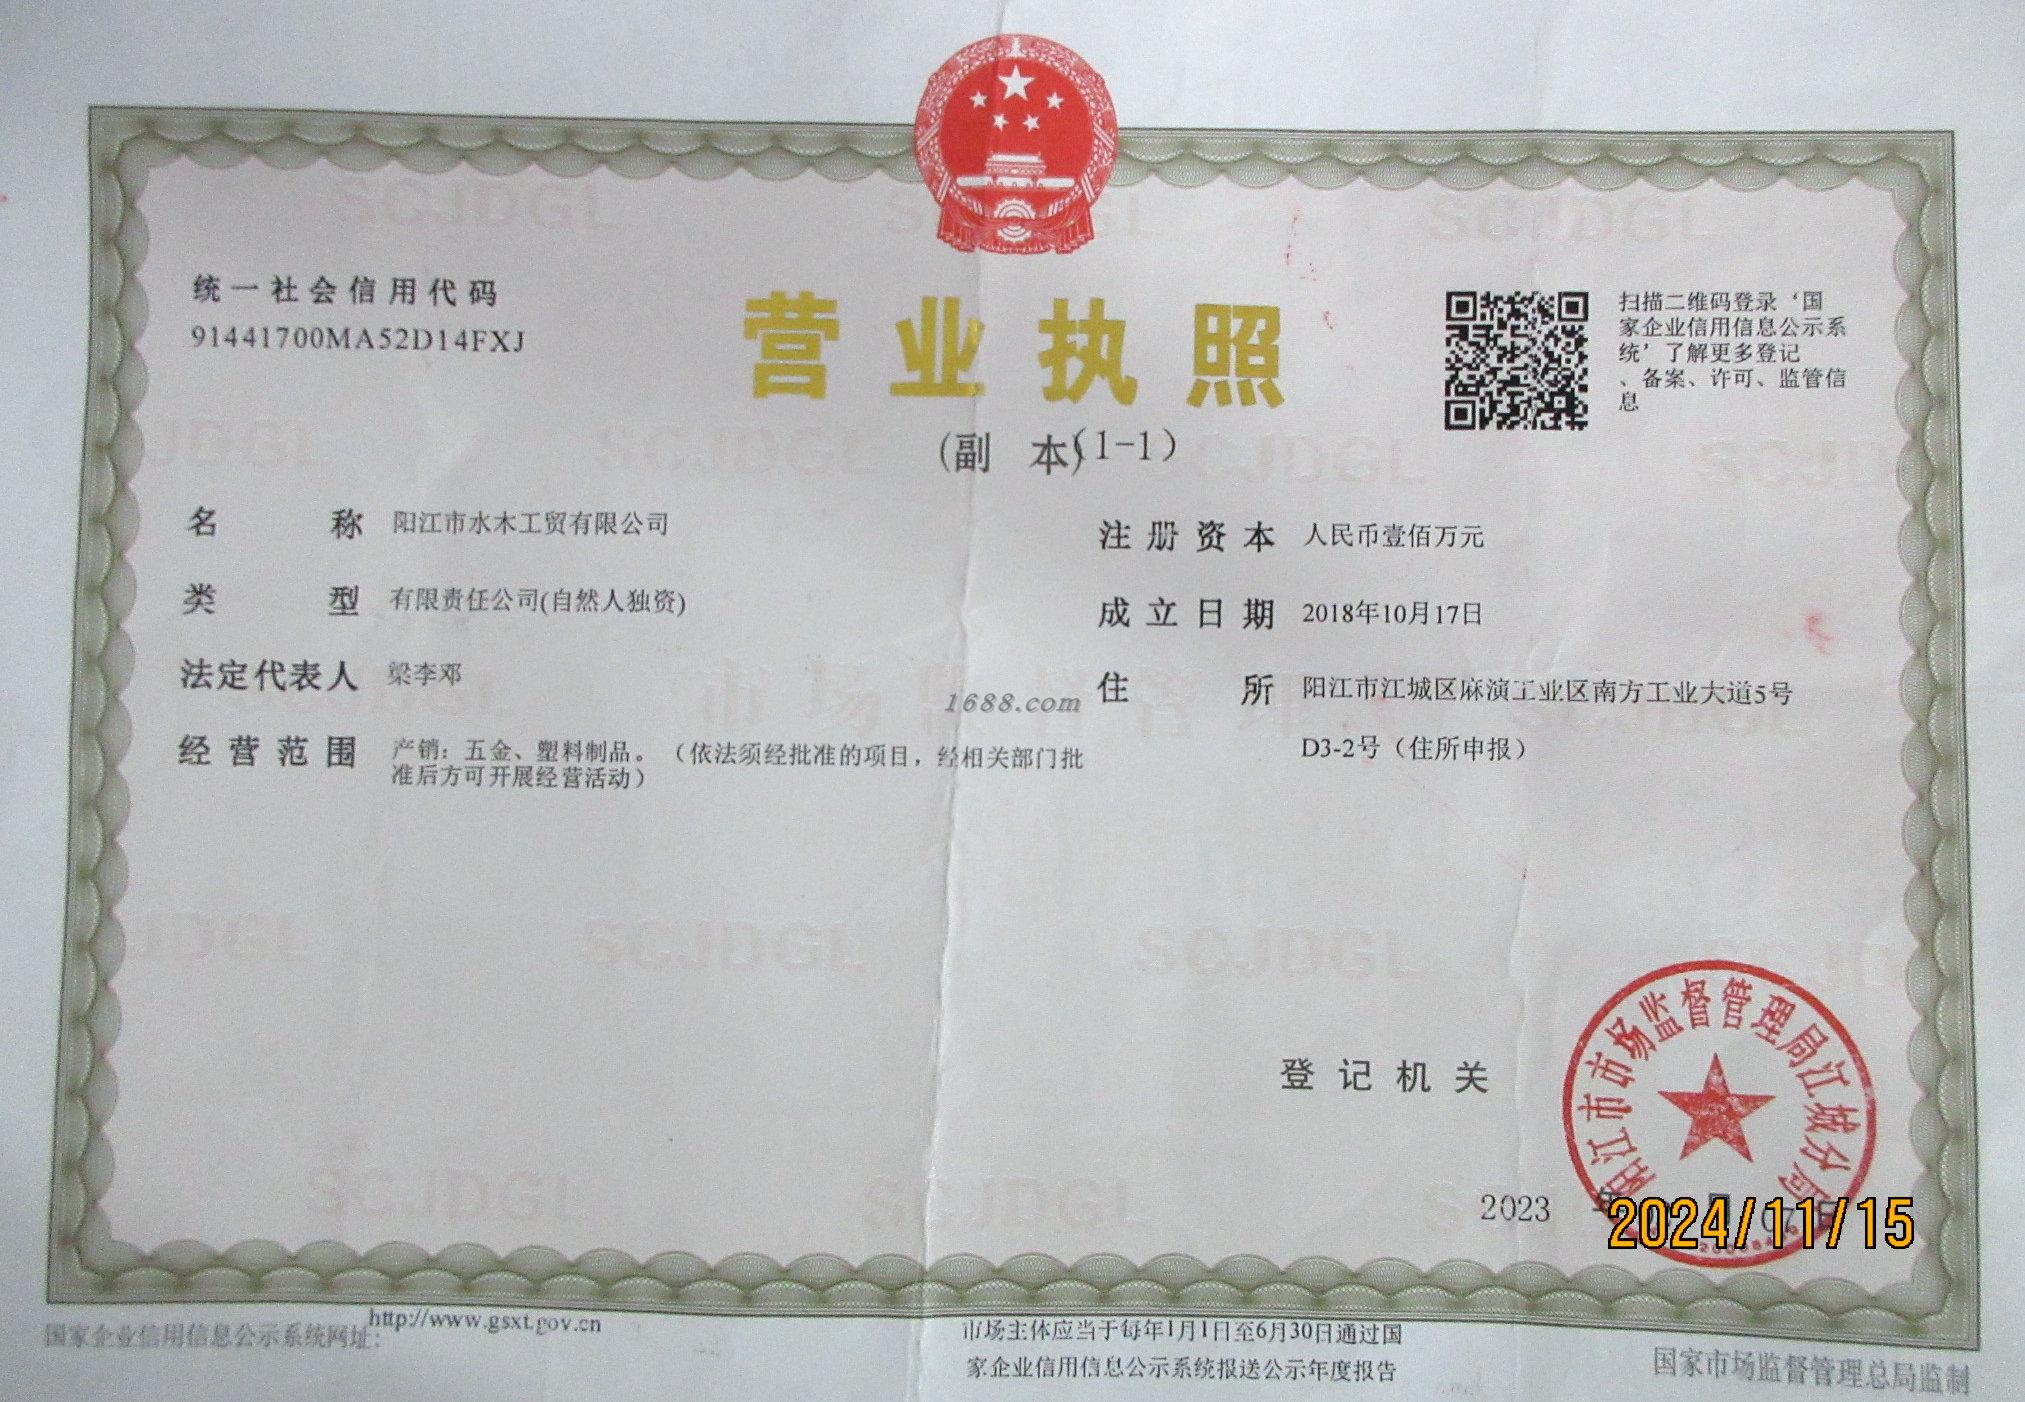 统一社会信用代码
91441700MA52D14FXJ
营业执照
(副 本)(1-1)
扫描二维码登录‘国
家企业信用信息公示系
统’了解更多登记
、备案、许可、监管信
息
名 称 阳江市水木工贸有限公司
类 型 有限责任公司(自然人独资)
法定代表人 梁李邓
经营范围 产销：五金、塑料制品。（依法须经批准的项目，经相关部门批
准后方可开展经营活动）
注册资本 人民币壹佰万元
成立日期 2018年10月17日
住 所 阳江市江城区麻演工业区南方工业大道5号
D3-2号（住所申报）
1688.com
登记机关
阳江市市场监督管理局江城分局
2023 年 月07日
2024/11/15
国家企业信用信息公示系统网址：http://www.gsxt.gov.cn
市场主体应当于每年1月1日至6月30日通过国
家企业信用信息公示系统报送公示年度报告
国家市场监督管理总局监制
SCJDGL
市场监督管理